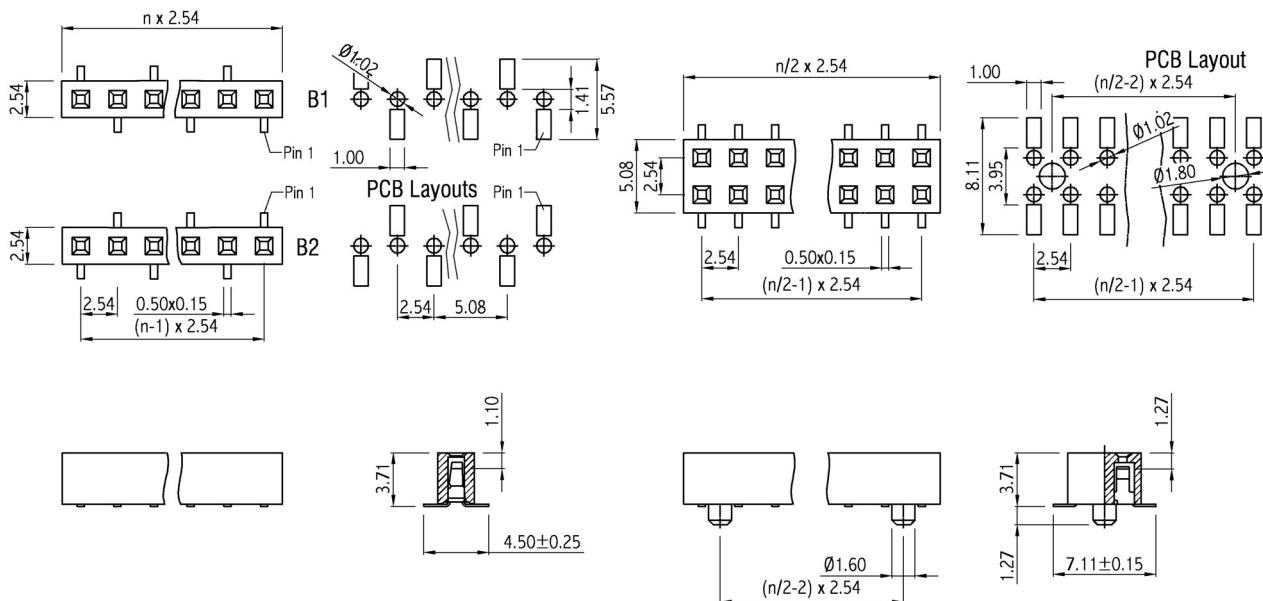 n x 2.54
2.54
B1
Pin 1
Ø1.02
1.41
5.57
1.00
Pin 1
PCB Layouts
Pin 1
2.54
B2
Pin 1
2.54
0.50x0.15
(n-1) x 2.54
2.54
5.08
n/2 x 2.54
5.08
2.54
2.54
0.50x0.15
(n/2-1) x 2.54
PCB Layout
1.00
(n/2-2) x 2.54
Ø1.02
8.11
3.95
Ø1.80
2.54
(n/2-1) x 2.54
3.71
1.10
4.50±0.25
Ø1.60
(n/2-2) x 2.54
3.71
1.27
1.27
7.11±0.15